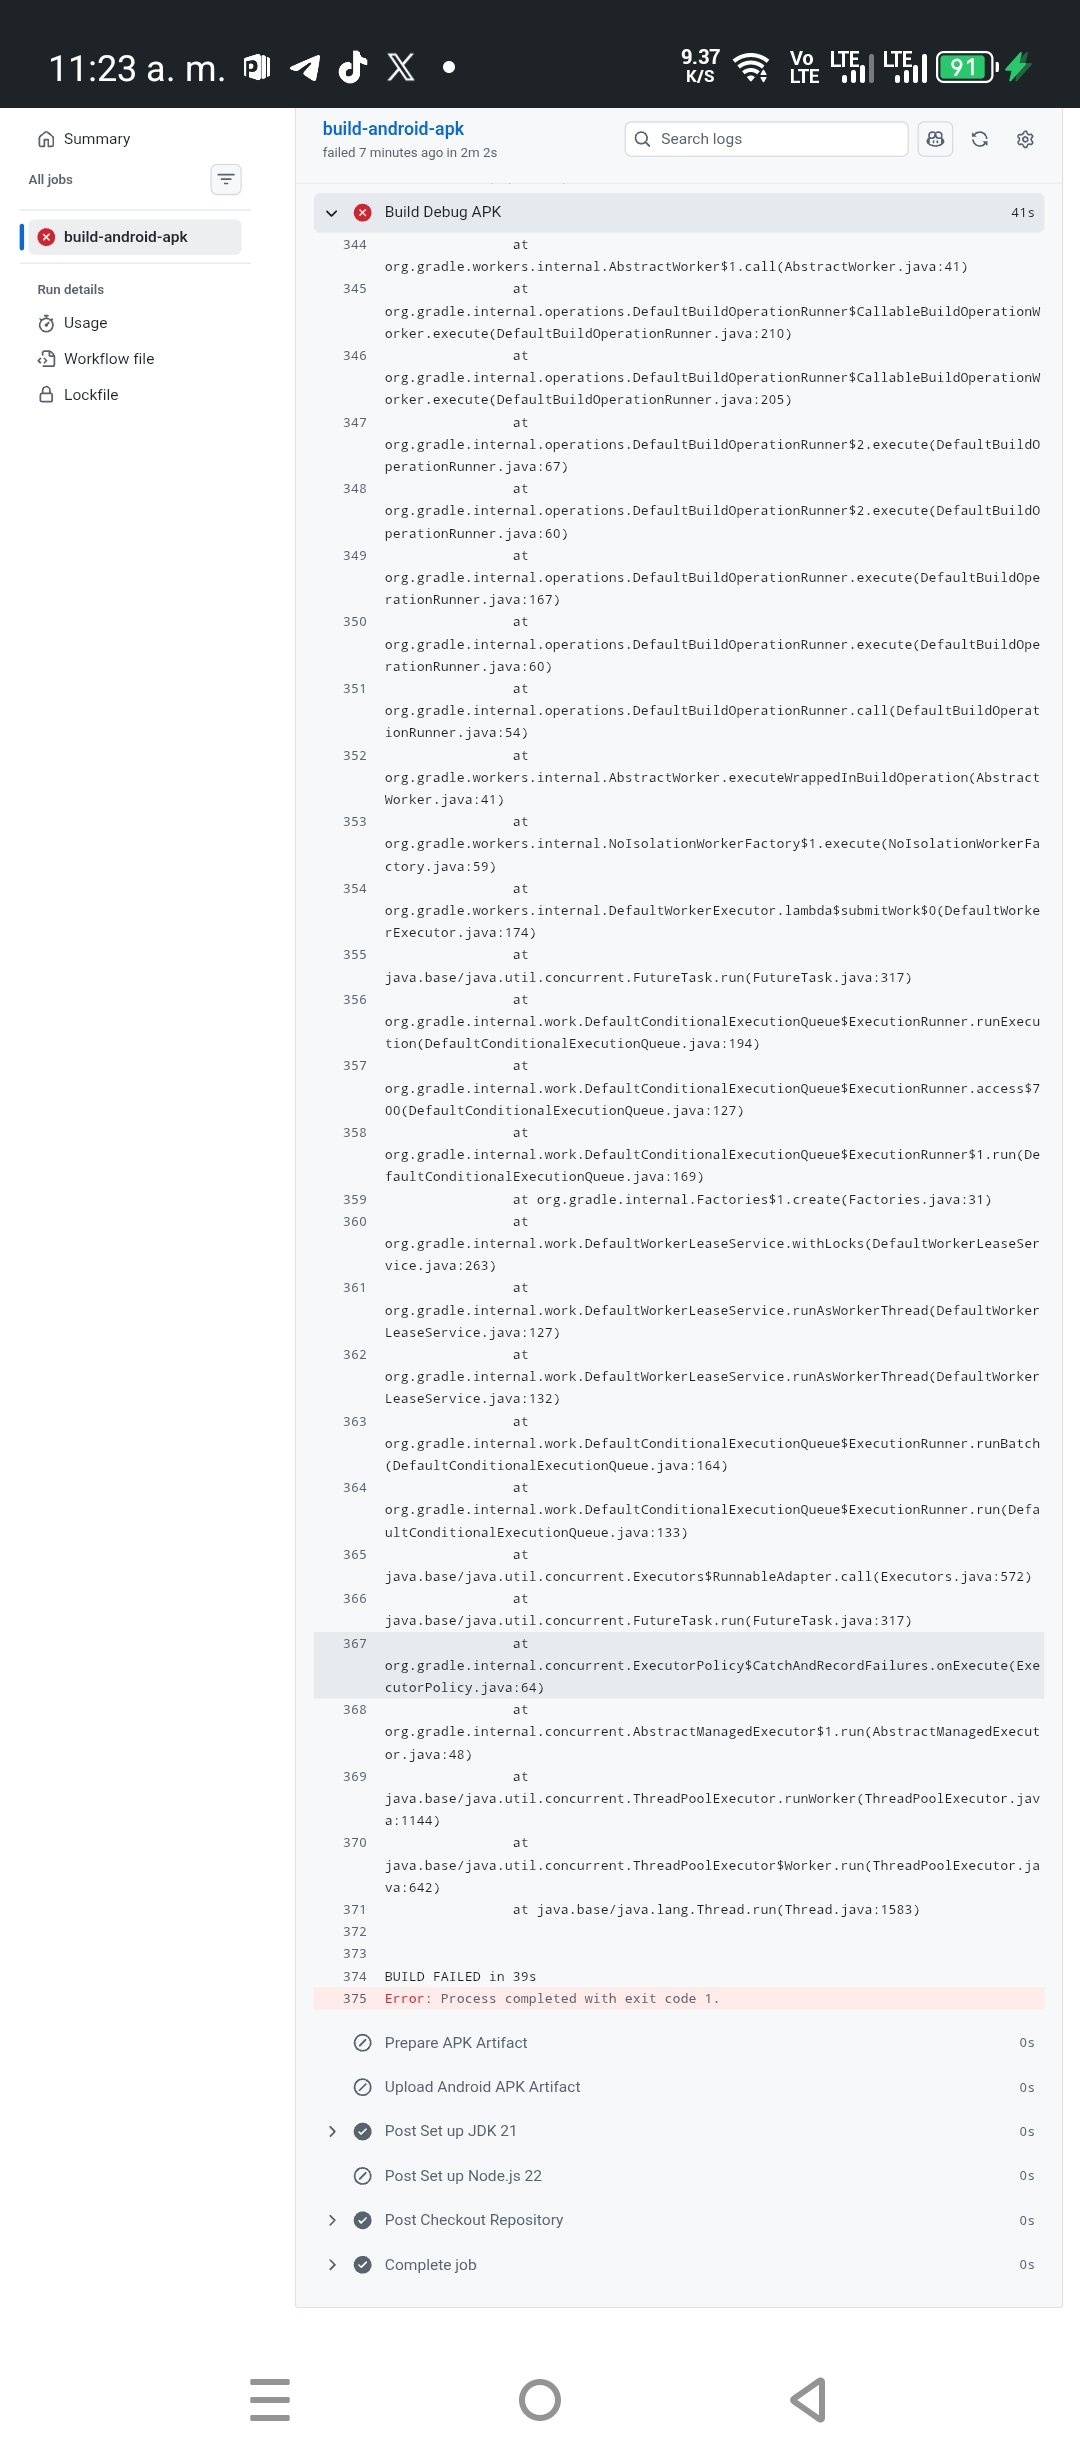 11:23 a. m.
9.37 K/S
Vo LTE
LTE
LTE
91
Summary
All jobs
build-android-apk
Run details
Usage
Workflow file
Lockfile
build-android-apk
failed 7 minutes ago in 2m 2s
Search logs
Build Debug APK 41s
344 at
org.gradle.workers.internal.AbstractWorker$1.call(AbstractWorker.java:41)
345 at
org.gradle.internal.operations.DefaultBuildOperationRunner$CallableBuildOperationW
orker.execute(DefaultBuildOperationRunner.java:210)
346 at
org.gradle.internal.operations.DefaultBuildOperationRunner$CallableBuildOperationW
orker.execute(DefaultBuildOperationRunner.java:205)
347 at
org.gradle.internal.operations.DefaultBuildOperationRunner$2.execute(DefaultBuildO
perationRunner.java:67)
348 at
org.gradle.internal.operations.DefaultBuildOperationRunner$2.execute(DefaultBuildO
perationRunner.java:60)
349 at
org.gradle.internal.operations.DefaultBuildOperationRunner.execute(DefaultBuildOpe
rationRunner.java:167)
350 at
org.gradle.internal.operations.DefaultBuildOperationRunner.execute(DefaultBuildOpe
rationRunner.java:60)
351 at
org.gradle.internal.operations.DefaultBuildOperationRunner.call(DefaultBuildOperat
ionRunner.java:54)
352 at
org.gradle.workers.internal.AbstractWorker.executeWrappedInBuildOperation(Abstract
Worker.java:41)
353 at
org.gradle.workers.internal.NoIsolationWorkerFactory$1.execute(NoIsolationWorkerFa
ctory.java:59)
354 at
org.gradle.workers.internal.DefaultWorkerExecutor.lambda$submitWork$0(DefaultWorke
rExecutor.java:174)
355 at
java.base/java.util.concurrent.FutureTask.run(FutureTask.java:317)
356 at
org.gradle.internal.work.DefaultConditionalExecutionQueue$ExecutionRunner.runExecu
tion(DefaultConditionalExecutionQueue.java:194)
357 at
org.gradle.internal.work.DefaultConditionalExecutionQueue$ExecutionRunner.access$7
00(DefaultConditionalExecutionQueue.java:127)
358 at
org.gradle.internal.work.DefaultConditionalExecutionQueue$ExecutionRunner$1.run(De
faultConditionalExecutionQueue.java:169)
359 at org.gradle.internal.Factories$1.create(Factories.java:31)
360 at
org.gradle.internal.work.DefaultWorkerLeaseService.withLocks(DefaultWorkerLeaseSer
vice.java:263)
361 at
org.gradle.internal.work.DefaultWorkerLeaseService.runAsWorkerThread(DefaultWorker
LeaseService.java:127)
362 at
org.gradle.internal.work.DefaultWorkerLeaseService.runAsWorkerThread(DefaultWorker
LeaseService.java:132)
363 at
org.gradle.internal.work.DefaultConditionalExecutionQueue$ExecutionRunner.runBatch
(DefaultConditionalExecutionQueue.java:164)
364 at
org.gradle.internal.work.DefaultConditionalExecutionQueue$ExecutionRunner.run(Defa
ultConditionalExecutionQueue.java:133)
365 at
java.base/java.util.concurrent.Executors$RunnableAdapter.call(Executors.java:572)
366 at
java.base/java.util.concurrent.FutureTask.run(FutureTask.java:317)
367 at
org.gradle.internal.concurrent.ExecutorPolicy$CatchAndRecordFailures.onExecute(Exe
cutorPolicy.java:64)
368 at
org.gradle.internal.concurrent.AbstractManagedExecutor$1.run(AbstractManagedExecut
or.java:48)
369 at
java.base/java.util.concurrent.ThreadPoolExecutor.runWorker(ThreadPoolExecutor.jav
a:1144)
370 at
java.base/java.util.concurrent.ThreadPoolExecutor$Worker.run(ThreadPoolExecutor.ja
va:642)
371 at java.base/java.lang.Thread.run(Thread.java:1583)
372
373
374 BUILD FAILED in 39s
375 Error: Process completed with exit code 1.
Prepare APK Artifact 0s
Upload Android APK Artifact 0s
Post Set up JDK 21 0s
Post Set up Node.js 22 0s
Post Checkout Repository 0s
Complete job 0s